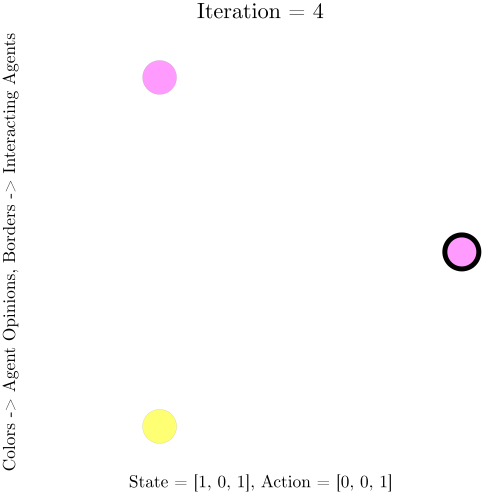 Iteration = 4
Colors -> Agent Opinions, Borders -> Interacting Agents
State = [1, 0, 1], Action = [0, 0, 1]